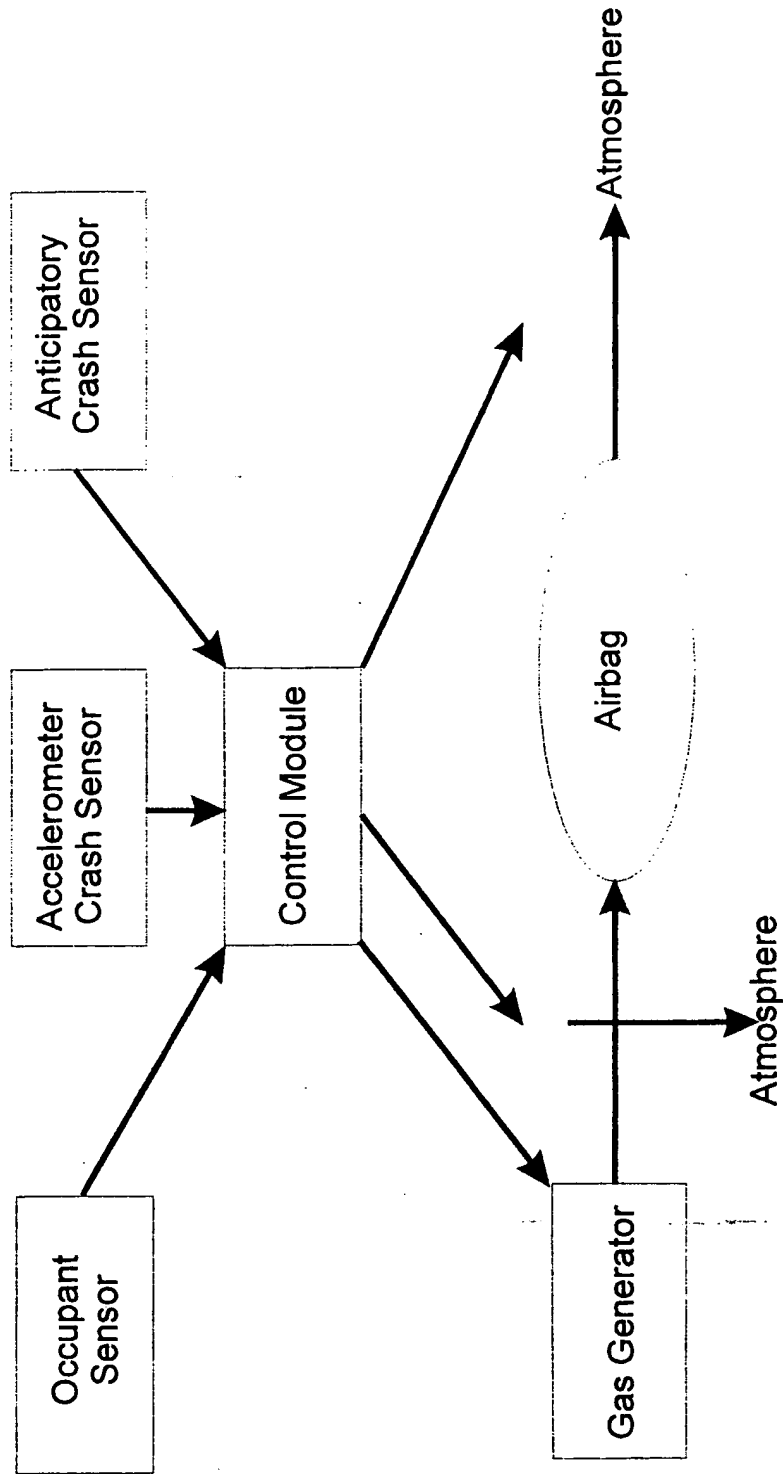 Occupant
Sensor
Accelerometer
Crash Sensor
Anticipatory
Crash Sensor
Control Module
Gas Generator
Airbag
Atmosphere
Atmosphere